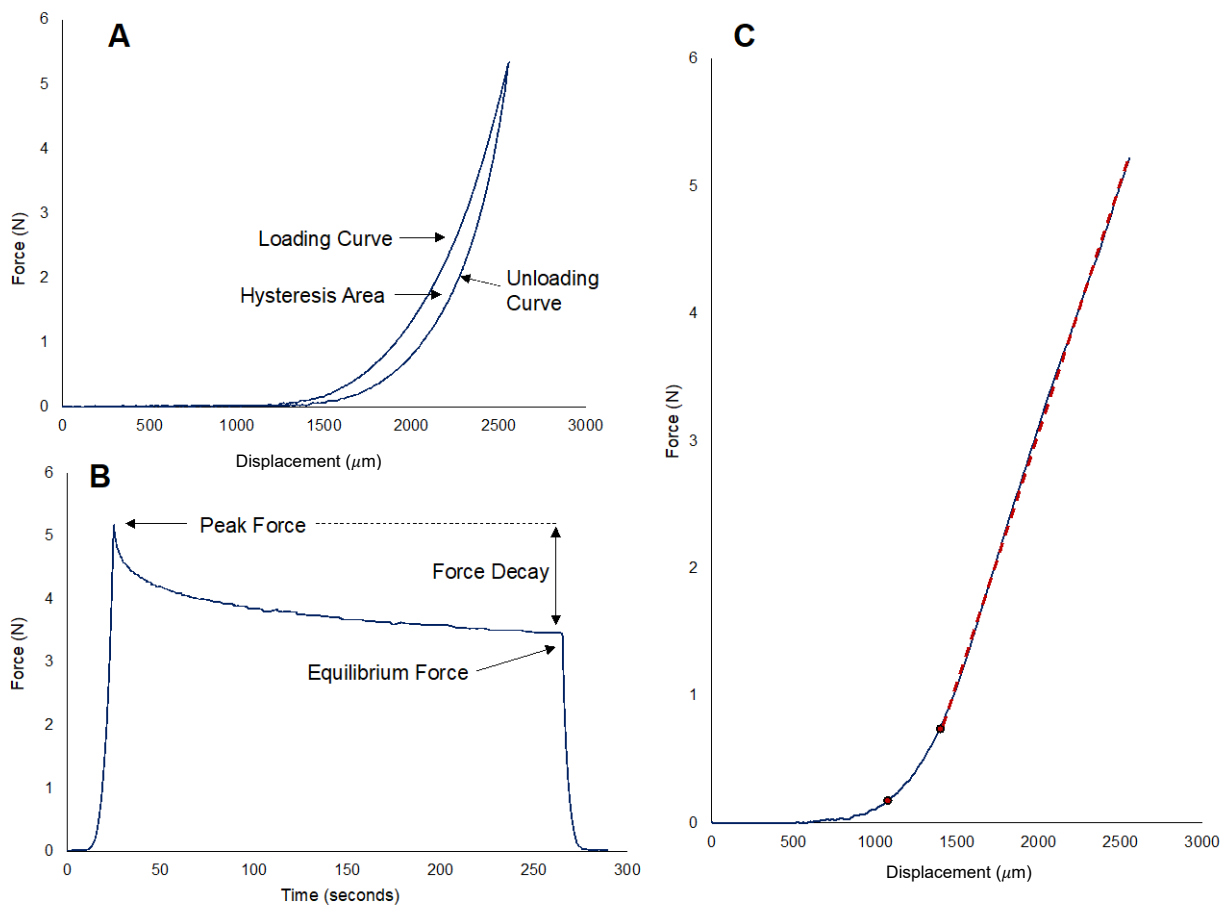 A
6
5
4
3
2
1
0
Force (N)
Loading Curve
Hysteresis Area
Unloading
Curve
0 500 1000 1500 2000 2500 3000
Displacement (μm)
B
6
5
4
3
2
1
0
Force (N)
Peak Force
Force Decay
Equilibrium Force
0 50 100 150 200 250 300
Time (seconds)
C
6
5
4
3
2
1
0
Force (N)
0 500 1000 1500 2000 2500 3000
Displacement (μm)